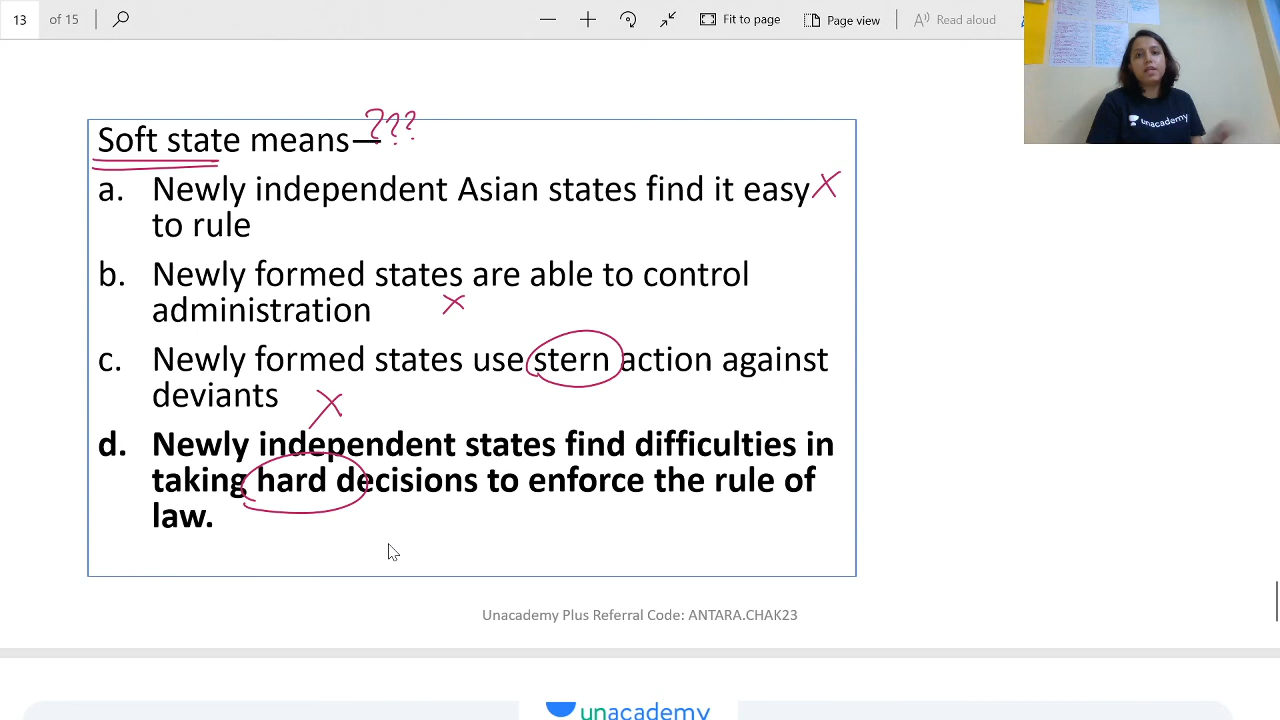 13 of 15 Fit to page Page view Read aloud
unacademy
Soft state means—???
a. Newly independent Asian states find it easy X
to rule
b. Newly formed states are able to control
administration X
c. Newly formed states use stern action against
deviants X
d. Newly independent states find difficulties in
taking hard decisions to enforce the rule of
law.
Unacademy Plus Referral Code: ANTARA.CHAK23
unacademy